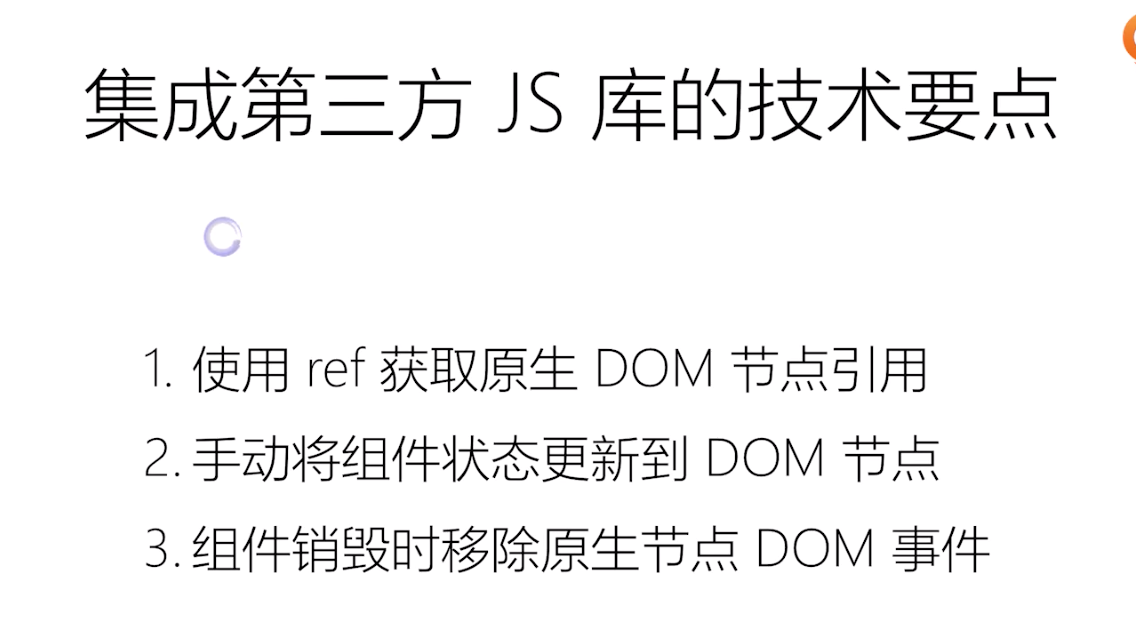 集成第三方 JS 库的技术要点
1. 使用 ref 获取原生 DOM 节点引用
2. 手动将组件状态更新到 DOM 节点
3. 组件销毁时移除原生节点 DOM 事件